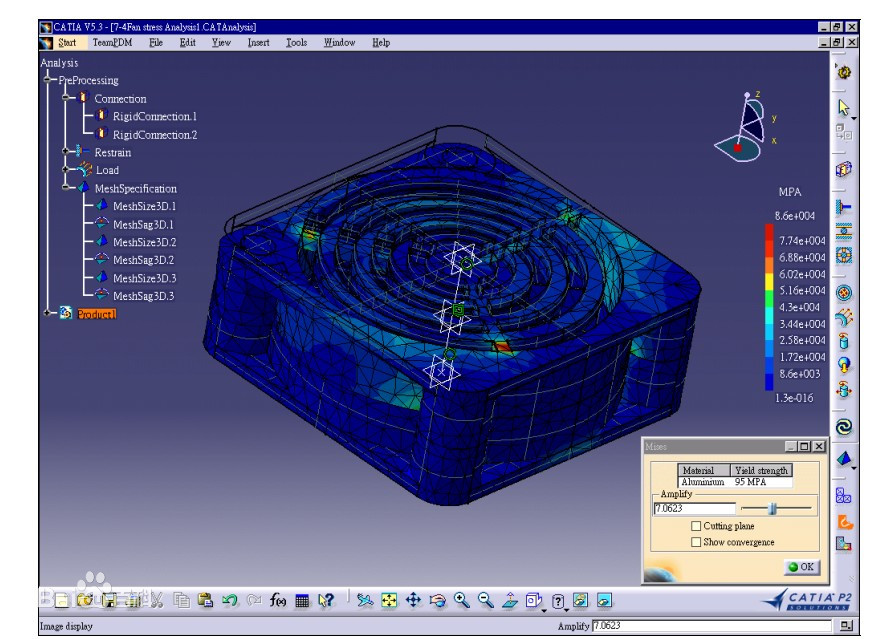 CATIA V5.3 - [7-4Fan stress Analysis1.CATAnalysis]
Start TeamPDM File Edit View Insert Tools Window Help
Analysis
PreProcessing
Connection
RigidConnection.1
RigidConnection.2
Restrain
Load
MeshSpecification
MeshSize3D.1
MeshSag3D.1
MeshSize3D.2
MeshSag3D.2
MeshSize3D.3
MeshSag3D.3
Product1
z
y
x
MPA
8.6e+004
7.74e+004
6.88e+004
6.02e+004
5.16e+004
4.3e+004
3.44e+004
2.58e+004
1.72e+004
8.6e+003
1.3e-016
Mises
Material Yield strength
Aluminium 95 MPA
Amplify
7.0623
Cutting plane
Show convergence
OK
f(x)
CATIA P2
SOLUTIONS
Image display
Amplify 7.0623